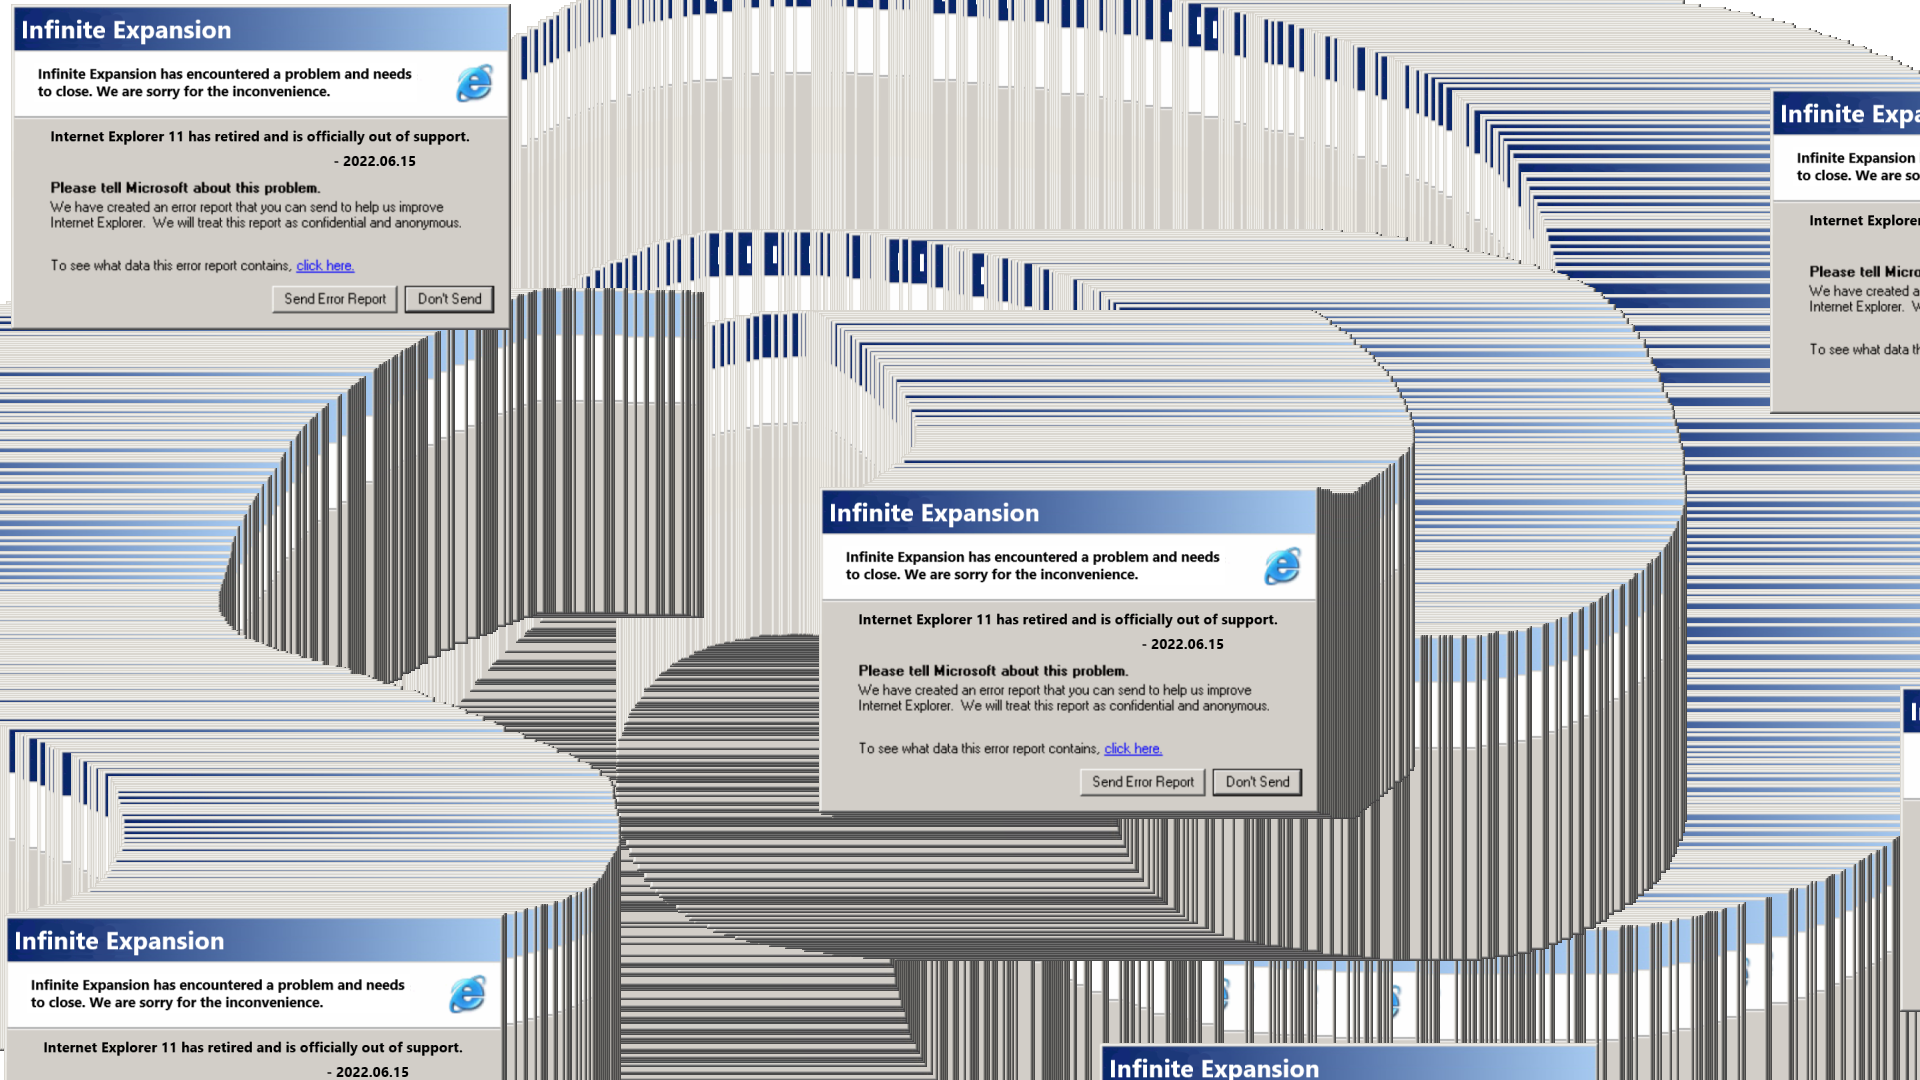 Infinite Expansion
Infinite Expansion has encountered a problem and needs
to close. We are sorry for the inconvenience.
Internet Explorer 11 has retired and is officially out of support.
- 2022.06.15
Please tell Microsoft about this problem.
We have created an error report that you can send to help us improve
Internet Explorer. We will treat this report as confidential and anonymous.
To see what data this error report contains, click here.
Send Error Report Don't Send
Infinite Expa
Infinite Expansion
to close. We are so
Internet Explorer
Please tell Micro
We have created a
Internet Explorer. W
To see what data th
Infinite Expansion
Infinite Expansion has encountered a problem and needs
to close. We are sorry for the inconvenience.
Internet Explorer 11 has retired and is officially out of support.
- 2022.06.15
Please tell Microsoft about this problem.
We have created an error report that you can send to help us improve
Internet Explorer. We will treat this report as confidential and anonymous.
To see what data this error report contains, click here.
Send Error Report Don't Send
Infinite Expansion
Infinite Expansion has encountered a problem and needs
to close. We are sorry for the inconvenience.
Internet Explorer 11 has retired and is officially out of support.
- 2022.06.15
Infinite Expansion